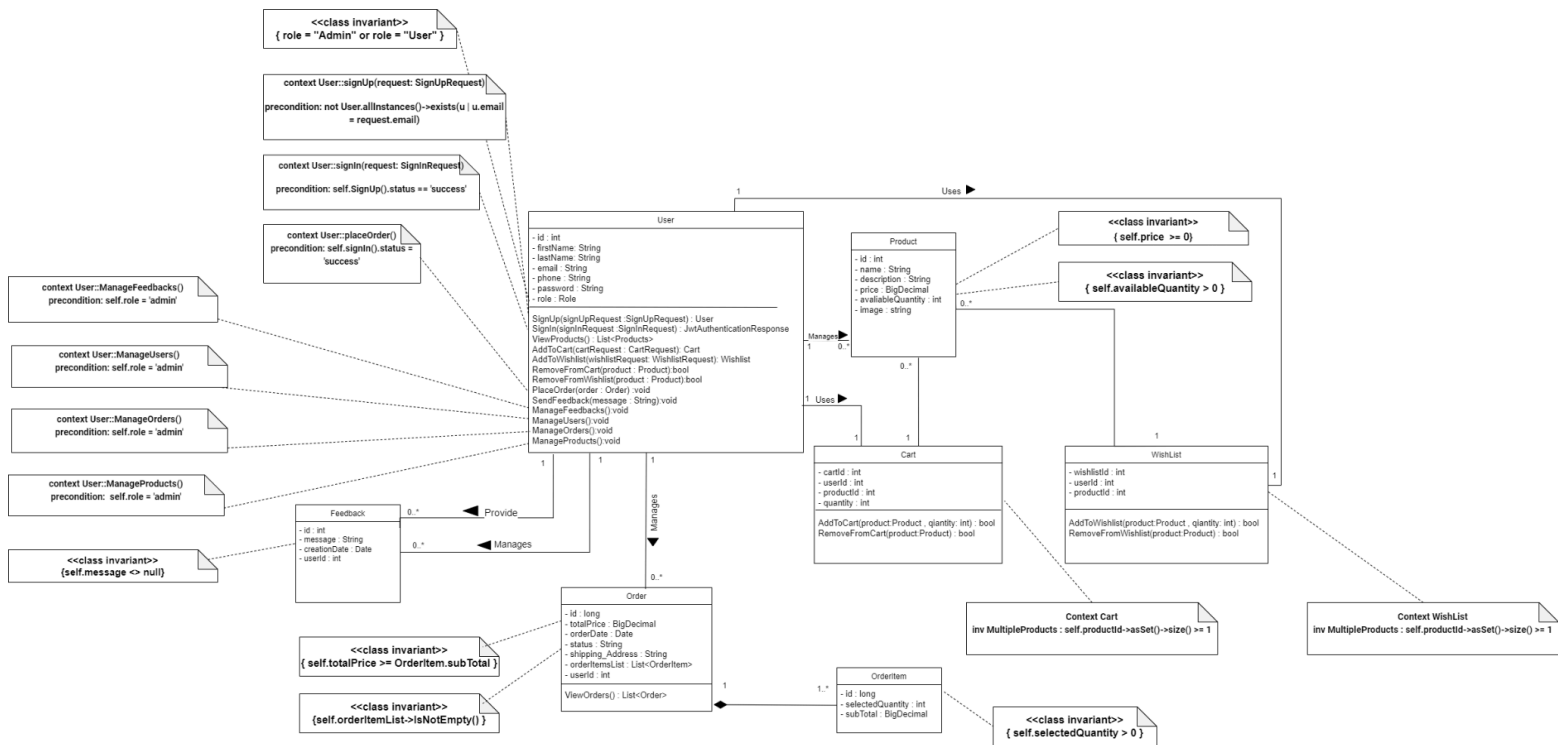 <<class invariant>>
{ role = "Admin" or role = "User" }
context User::signUp(request: SignUpRequest)
precondition: not User.allInstances()->exists(u | u.email
= request.email)
context User::signIn(request: SignInRequest)
precondition: self.SignUp().status == 'success'
context User::placeOrder()
precondition: self.signIn().status =
'success'
context User::ManageFeedbacks()
precondition: self.role = 'admin'
context User::ManageUsers()
precondition: self.role = 'admin'
context User::ManageOrders()
precondition: self.role = 'admin'
context User::ManageProducts()
precondition: self.role = 'admin'
<<class invariant>>
{self.message <> null}
User
- id : int
- firstName: String
- lastName: String
- email : String
- phone : String
- password : String
- role : Role
SignUp(signUpRequest :SignUpRequest) : User
SignIn(signInRequest :SignInRequest) : JwtAuthenticationResponse
ViewProducts() : List<Products>
AddToCart(cartRequest : CartRequest): Cart
AddToWishlist(wishlistRequest: WishlistRequest): Wishlist
RemoveFromCart(product : Product):bool
RemoveFromWishlist(product : Product):bool
PlaceOrder(order : Order) :void
SendFeedback(message : String):void
ManageFeedbacks():void
ManageUsers():void
ManageOrders():void
ManageProducts():void
1
Uses
1
Manages
1
0..*
1
Uses
1
Product
- id : int
- name : String
- description : String
- price : BigDecimal
- avaliableQuantity : int
- image : string
<<class invariant>>
{ self.price >= 0}
<<class invariant>>
{ self.availableQuantity > 0 }
0..*
1
0..*
1
Cart
- cartId : int
- userId : int
- productId : int
- quantity : int
AddToCart(product:Product , qiantity: int) : bool
RemoveFromCart(product:Product) : bool
WishList
- wishlistId : int
- userId : int
- productId : int
AddToWishlist(product:Product , qiantity: int) : bool
RemoveFromWishlist(product:Product) : bool
Context Cart
inv MultipleProducts : self.productId->asSet()->size() >= 1
Context WishList
inv MultipleProducts : self.productId->asSet()->size() >= 1
1
1
1
0..*
Provide
0..*
Manages
Manages
0..*
Feedback
- id : int
- message : String
- creationDate : Date
- userId : int
Order
- id : long
- totalPrice : BigDecimal
- orderDate : Date
- status : String
- shipping_Address : String
- orderItemsList : List<OrderItem>
- userId : int
ViewOrders() : List<Order>
<<class invariant>>
{ self.totalPrice >= OrderItem.subTotal }
<<class invariant>>
{self.orderItemList->isNotEmpty() }
1
1..*
OrderItem
- id : long
- selectedQuantity : int
- subTotal : BigDecimal
<<class invariant>>
{ self.selectedQuantity > 0 }